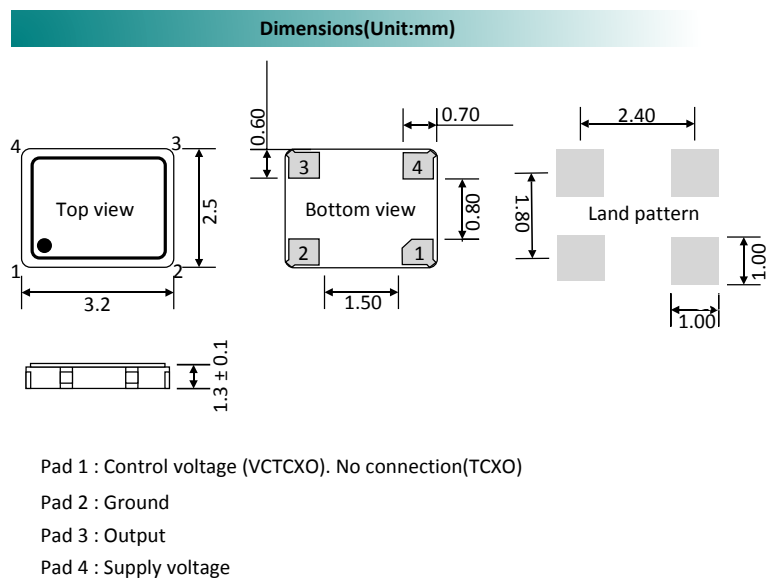 Dimensions(Unit:mm)
4
3
Top view
1
2
2.5
3.2
0.60
0.70
3
4
Bottom view
2
1
0.80
1.50
2.40
1.80
Land pattern
1.00
1.00
1.3 ± 0.1
Pad 1 : Control voltage (VCTCXO). No connection(TCXO)
Pad 2 : Ground
Pad 3 : Output
Pad 4 : Supply voltage